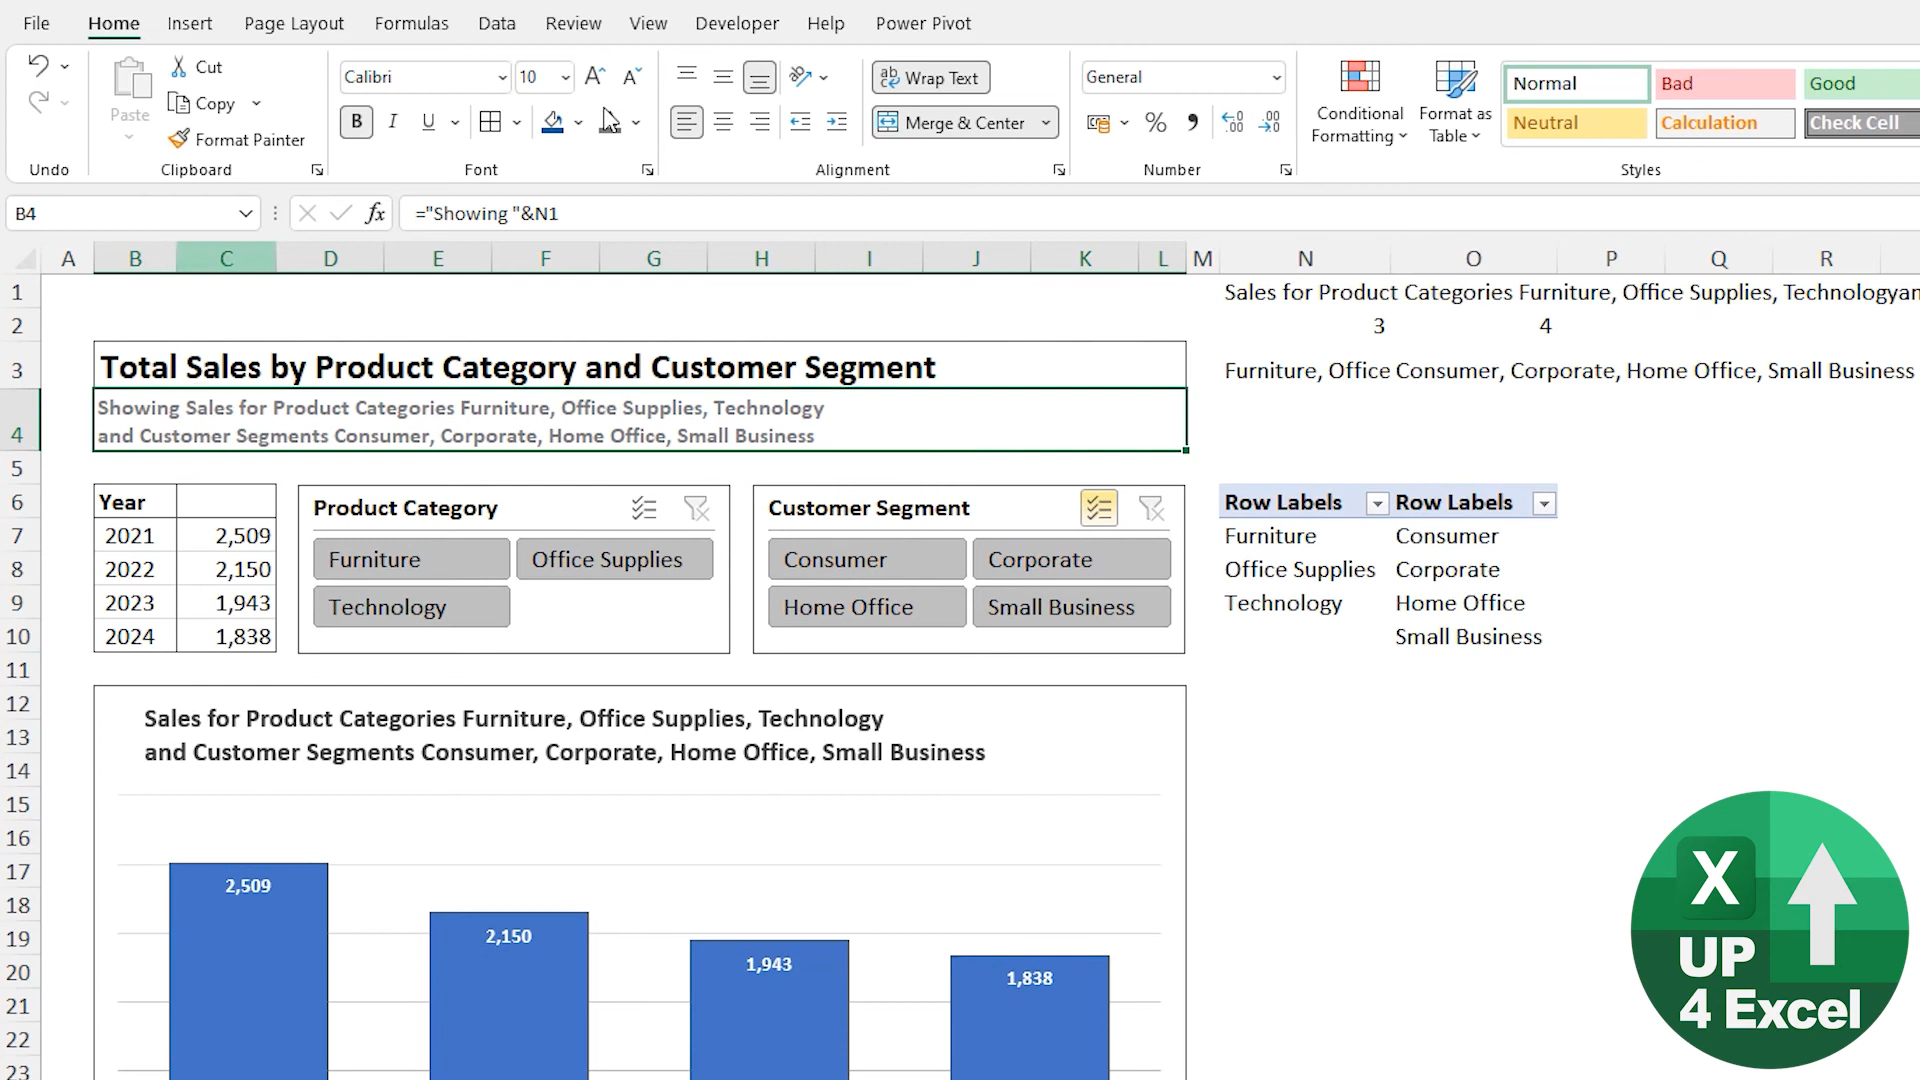 File Home Insert Page Layout Formulas Data Review View Developer Help Power Pivot
Cut
Calibri 10
Wrap Text
General
Normal Bad Good
Paste
Copy
Format Painter
B I U
Merge & Center
% 9
Conditional Formatting
Format as Table
Neutral Calculation Check Cell
Undo Clipboard Font Alignment Number Styles
B4 fx ="Showing "&N1
A B C D E F G H I J K L M N O P Q R
1 Sales for Product Categories Furniture, Office Supplies, Technologyan
2 3 4
3 Total Sales by Product Category and Customer Segment Furniture, Office Consumer, Corporate, Home Office, Small Business
Showing Sales for Product Categories Furniture, Office Supplies, Technology
4 and Customer Segments Consumer, Corporate, Home Office, Small Business
5
6 Year Product Category Customer Segment Row Labels Row Labels
7 2021 2,509 Furniture Office Supplies Consumer Corporate Furniture Consumer
8 2022 2,150 Office Supplies Corporate
9 2023 1,943 Technology Home Office Small Business Technology Home Office
10 2024 1,838 Small Business
11
12 Sales for Product Categories Furniture, Office Supplies, Technology
13 and Customer Segments Consumer, Corporate, Home Office, Small Business
14
15
16
17 2,509
18
19 2,150
20 1,943
21 1,838
22
23
X
UP
4 Excel